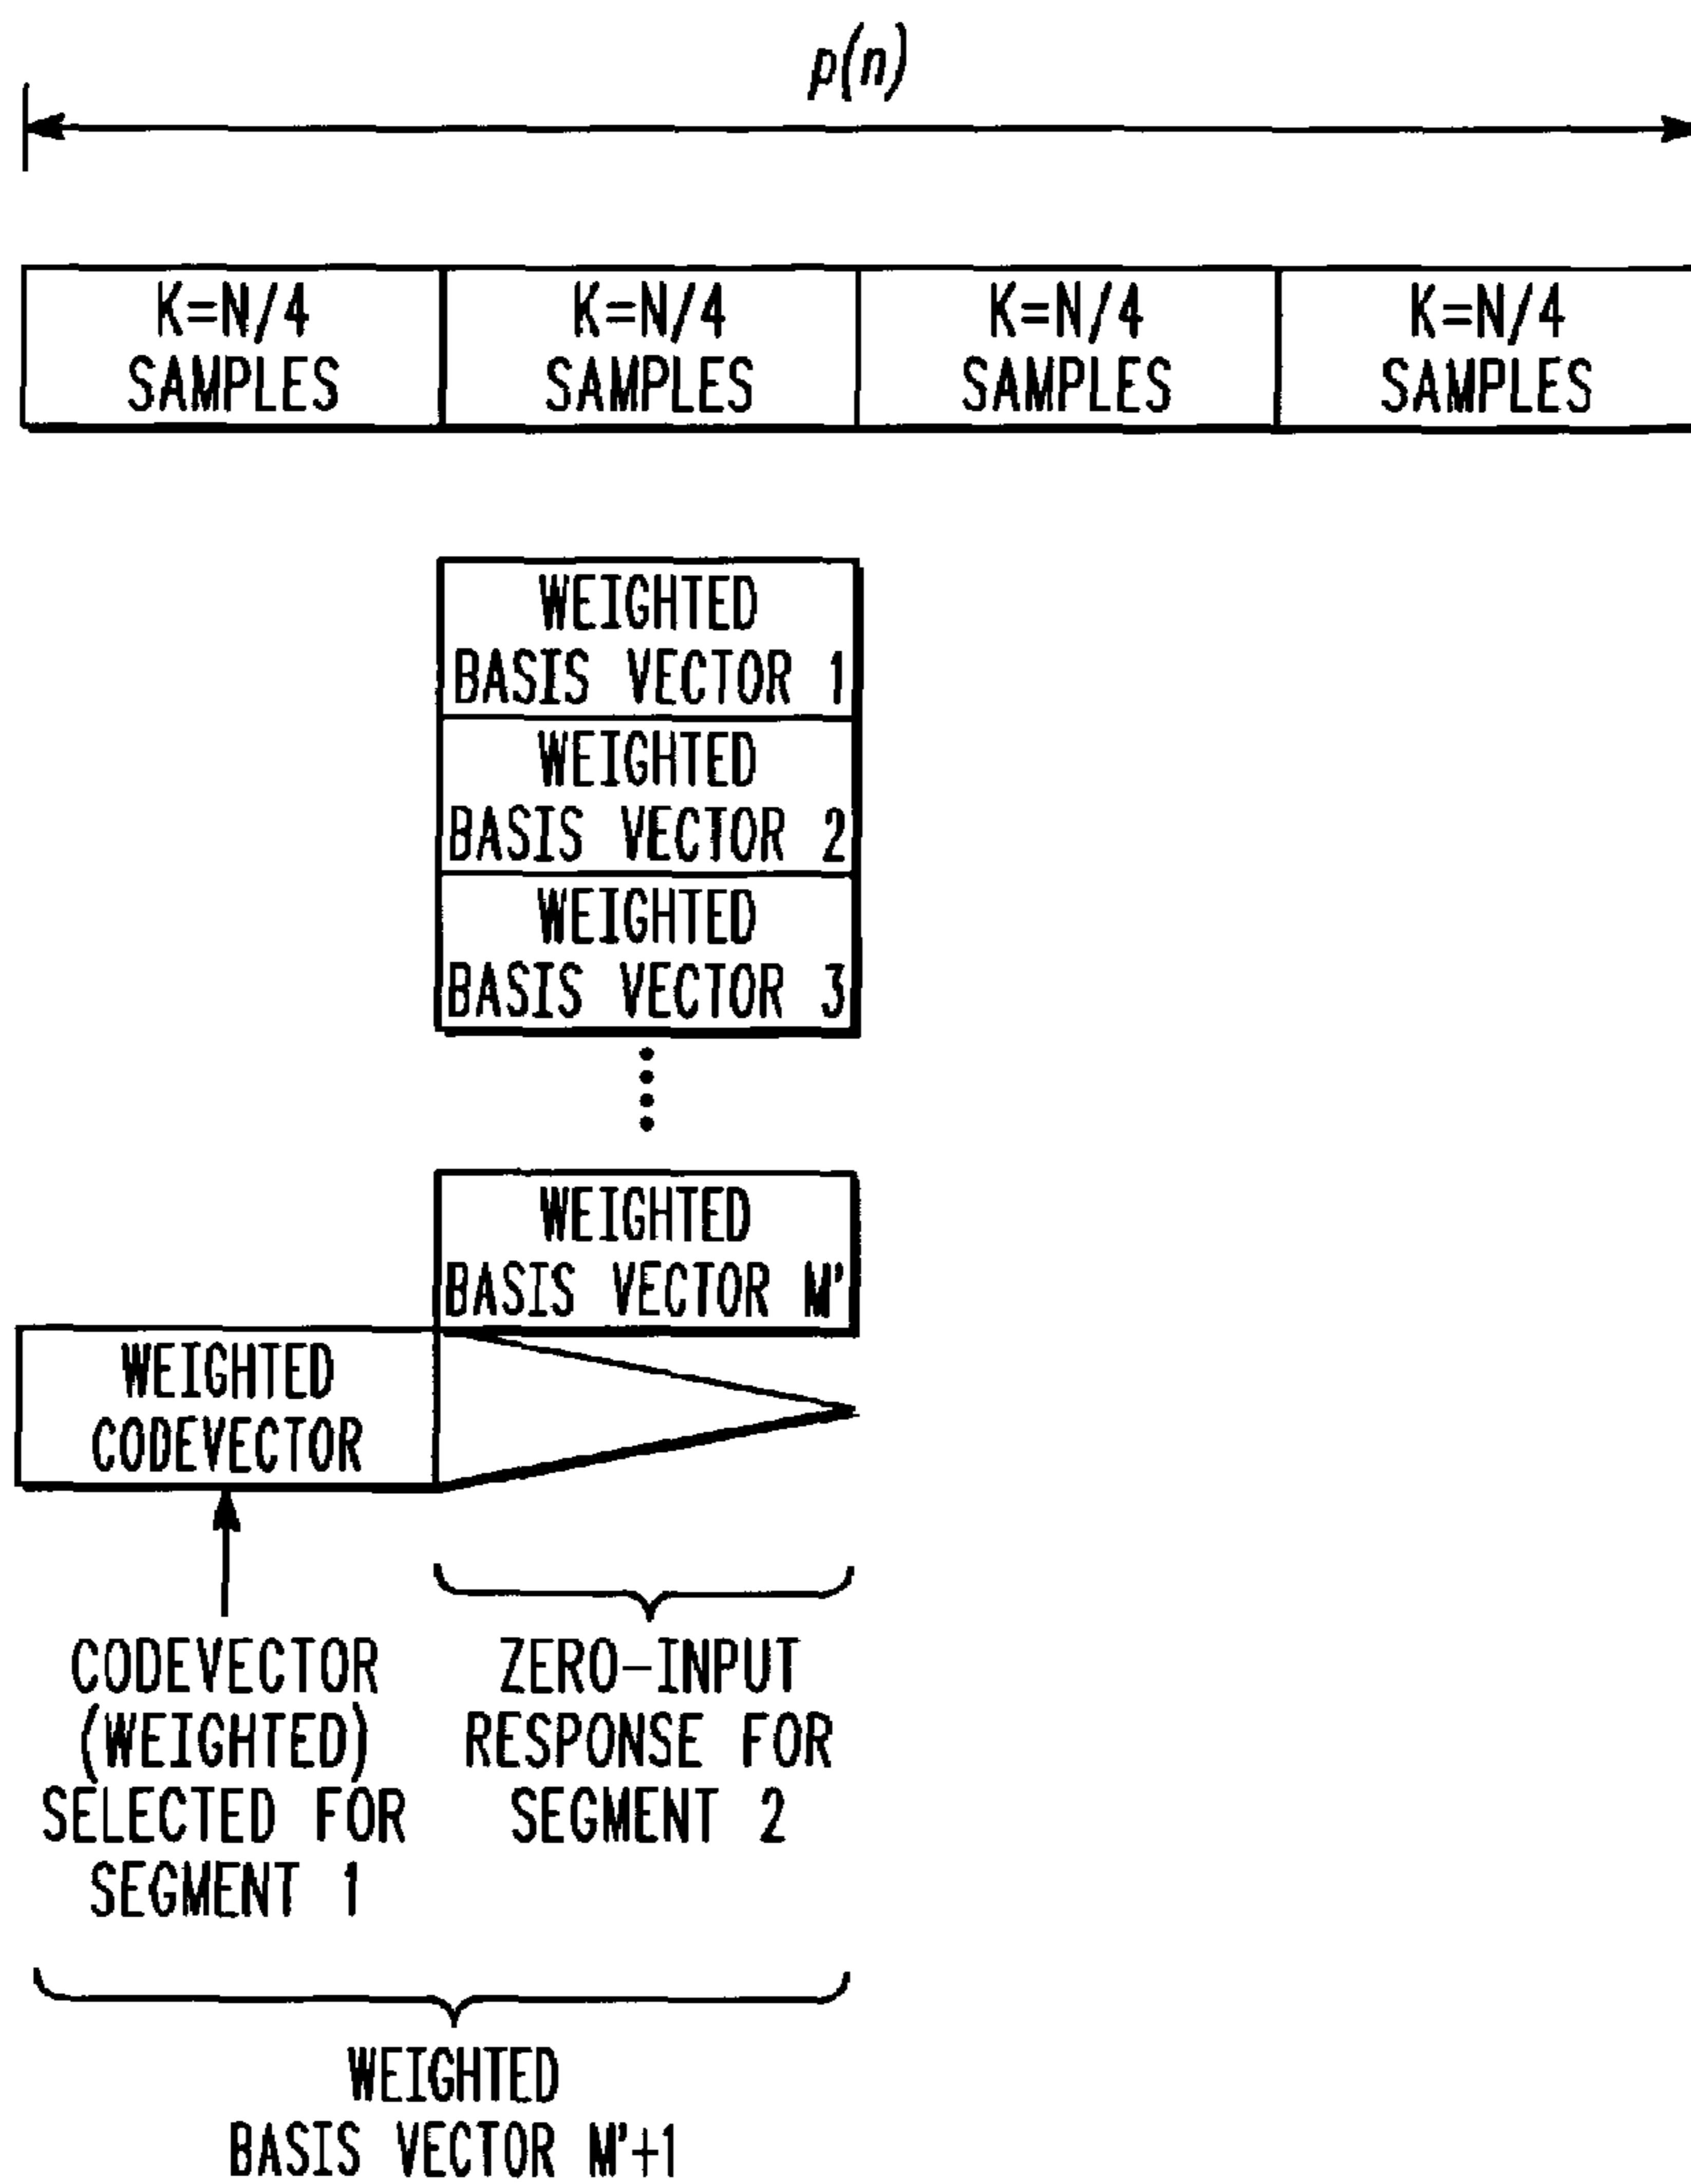 p(n)
K=N/4 K=N/4 K=N/4 K=N/4
SAMPLES SAMPLES SAMPLES SAMPLES
WEIGHTED
BASIS VECTOR 1
WEIGHTED
BASIS VECTOR 2
WEIGHTED
BASIS VECTOR 3
WEIGHTED
BASIS VECTOR M'
WEIGHTED
CODEVECTOR
CODEVECTOR
(WEIGHTED)
SELECTED FOR
SEGMENT 1
ZERO-INPUT
RESPONSE FOR
SEGMENT 2
WEIGHTED
BASIS VECTOR M'+1